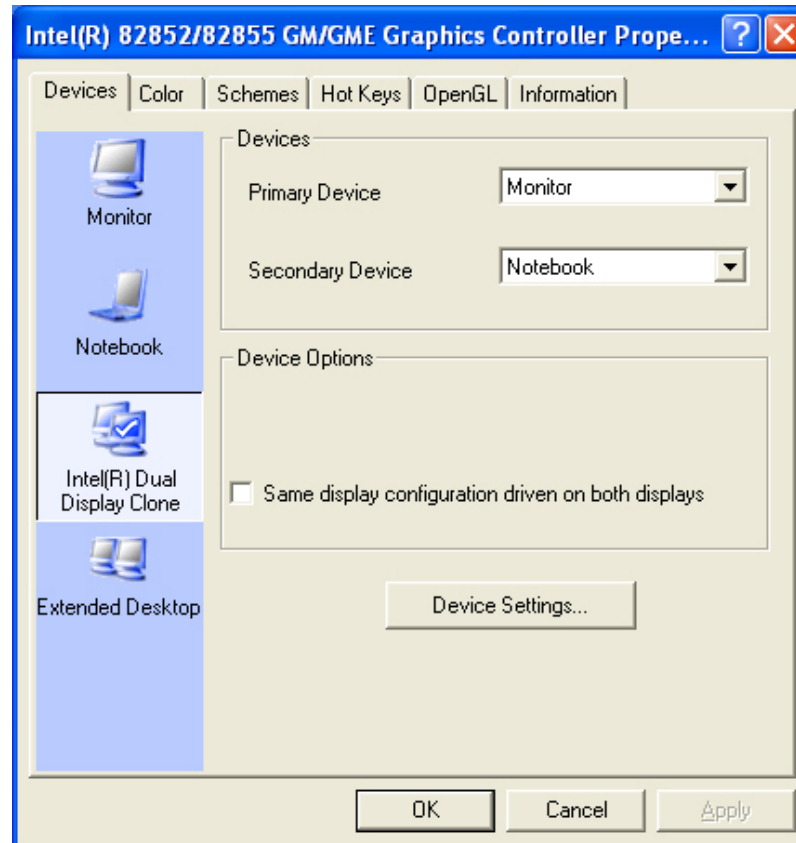 Intel(R) 82852/82855 GM/GME Graphics Controller Prope... ?
Devices Color Schemes Hot Keys OpenGL Information
Monitor
Notebook
Intel(R) Dual
Display Clone
Extended Desktop
Devices
Primary Device Monitor
Secondary Device Notebook
Device Options
Same display configuration driven on both displays
Device Settings...
OK Cancel Apply